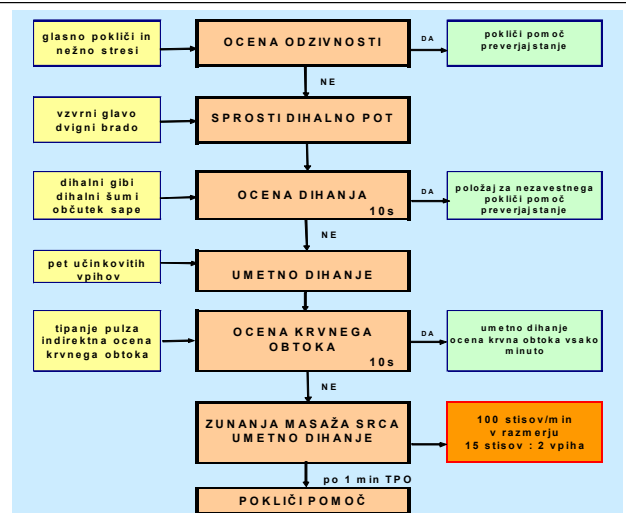 glasno pokliči in
nežno stresi
OCENA ODZIVNOSTI
DA
pokliči pomoč
preverjajstanje
NE
vzvrni glavo
dvigni brado
SPROSTI DIHALNO POT
dihalni gibi
dihalni šumi
občutek sape
OCENA DIHANJA
10s
DA
položaj za nezavestnega
pokliči pomoč
preverjajstanje
NE
pet učinkovitih
vpihov
UMETNO DIHANJE
tipanje pulza
indirektna ocena
krvnega obtoka
OCENA KRVNEGA
OBTOKA
10s
DA
umetno dihanje
ocena krvna obtoka vsako
minuto
NE
ZUNANJA MASAŽA SRCA
UMETNO DIHANJE
100 stisov/min
v razmerju
15 stisov : 2 vpiha
po 1 min TPO
POKLIČI POMOČ